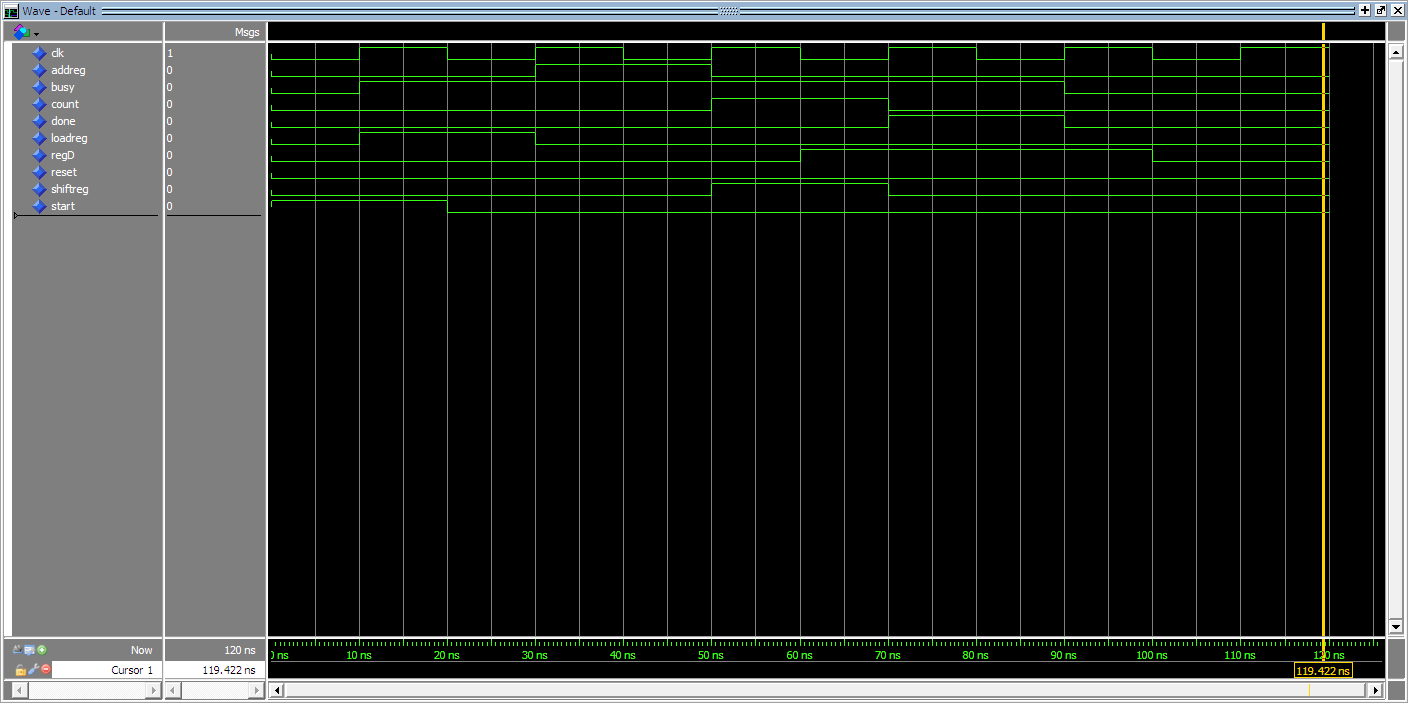 Wave - Default
Msgs
clk 1
addreg 0
busy 0
count 0
done 0
loadreg 0
regD 0
reset 0
shiftreg 0
start 0
Now 120 ns
0 ns 10 ns 20 ns 30 ns 40 ns 50 ns 60 ns 70 ns 80 ns 90 ns 100 ns 110 ns 120 ns
Cursor 1 119.422 ns
119.422 ns